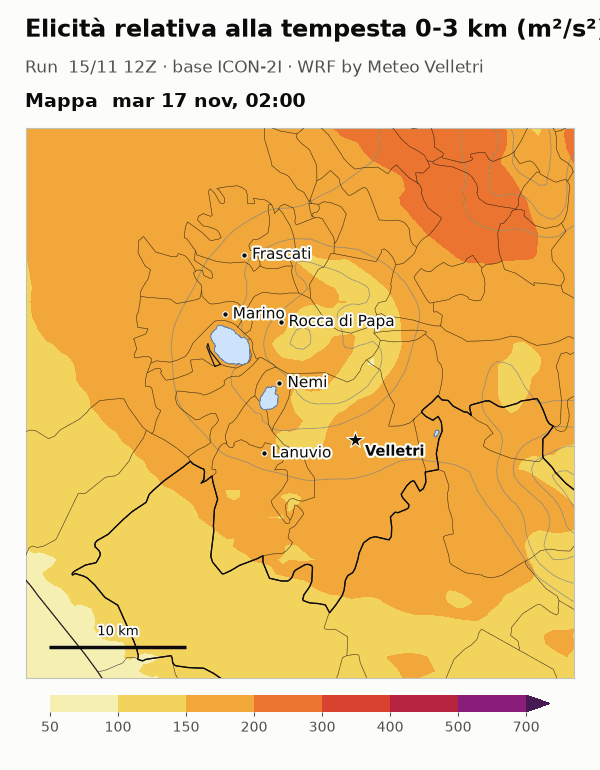 Elicità relativa alla tempesta 0-3 km (m²/s²)
Run  15/11 12Z · base ICON-2I · WRF by Meteo Velletri
Mappa  mar 17 nov, 02:00
Frascati
Marino
Rocca di Papa
Nemi
Velletri
Lanuvio
10 km
50 100 150 200 300 400 500 700